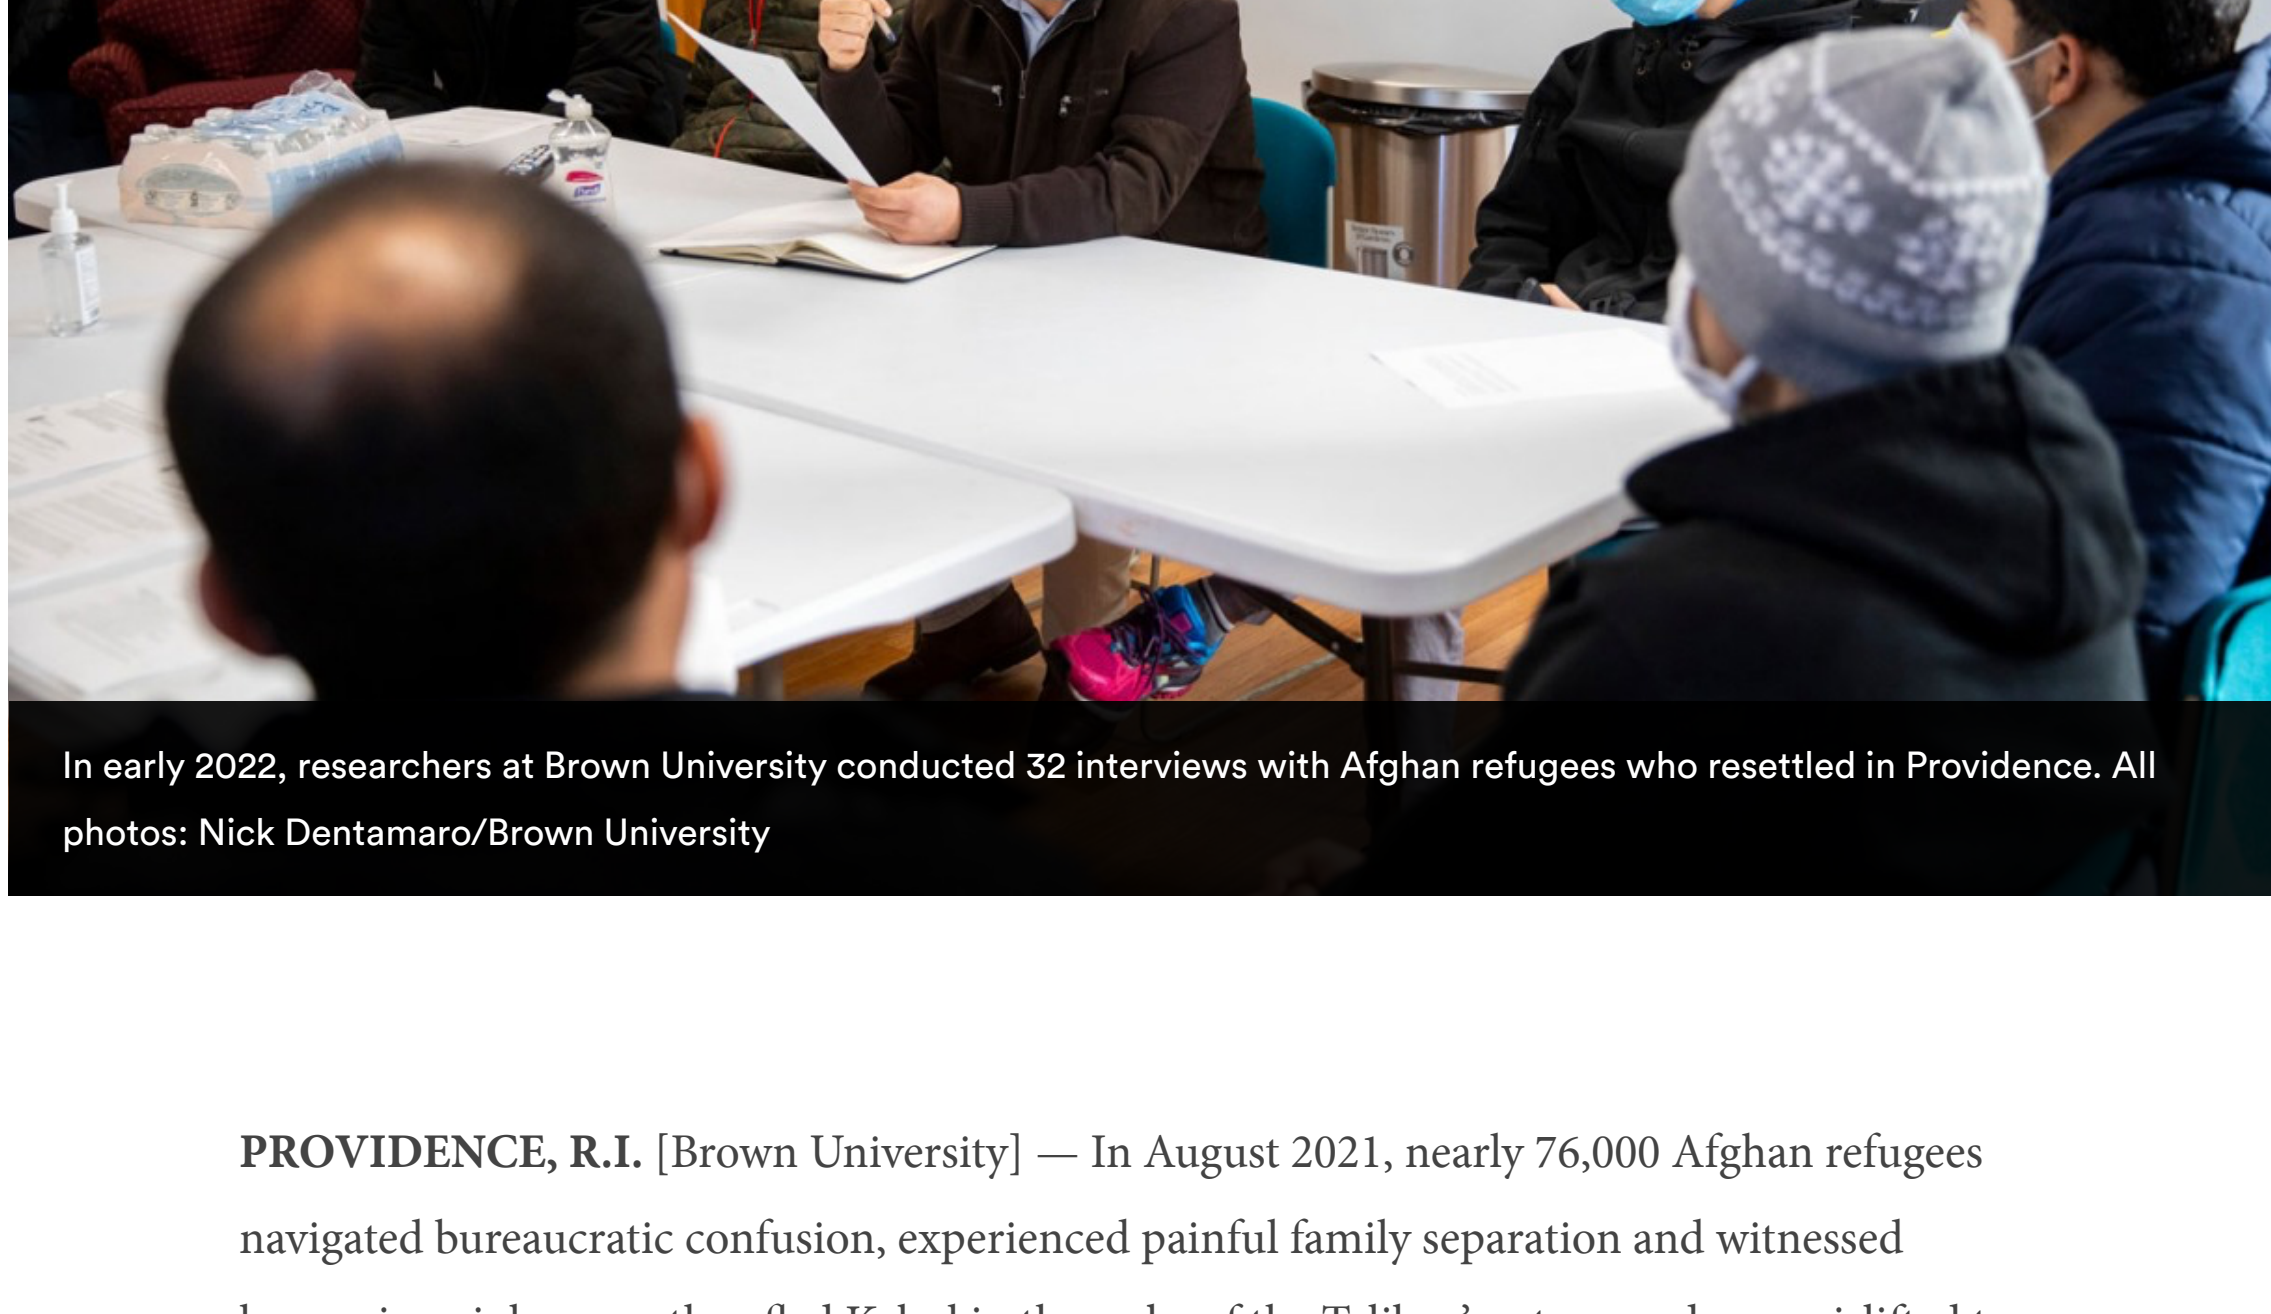 In early 2022, researchers at Brown University conducted 32 interviews with Afghan refugees who resettled in Providence. All
photos: Nick Dentamaro/Brown University
PROVIDENCE, R.I. [Brown University] — In August 2021, nearly 76,000 Afghan refugees
navigated bureaucratic confusion, experienced painful family separation and witnessed